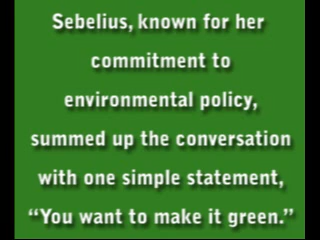 Sebelius, known for her
commitment to
environmental policy,
summed up the conversation
with one simple statement,
“You want to make it green.”